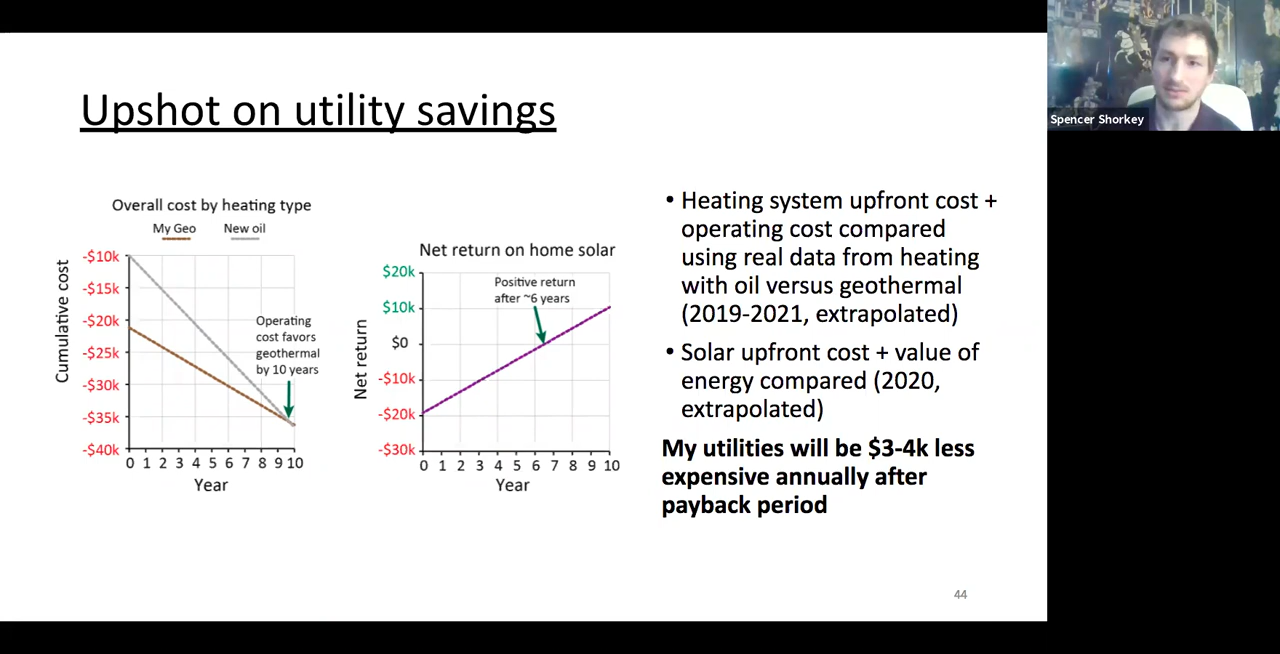 Upshot on utility savings
Overall cost by heating type
My Geo New oil
Cumulative cost
-$10k
-$15k
-$20k
-$25k
-$30k
-$35k
-$40k
Operating
cost favors
geothermal
by 10 years
0 1 2 3 4 5 6 7 8 9 10
Year
Net return on home solar
Net return
$20k
$10k
$0
-$10k
-$20k
-$30k
Positive return
after ~6 years
0 1 2 3 4 5 6 7 8 9 10
Year
• Heating system upfront cost +
operating cost compared
using real data from heating
with oil versus geothermal
(2019-2021, extrapolated)
• Solar upfront cost + value of
energy compared (2020,
extrapolated)
My utilities will be $3-4k less
expensive annually after
payback period
44
Spencer Shorkey